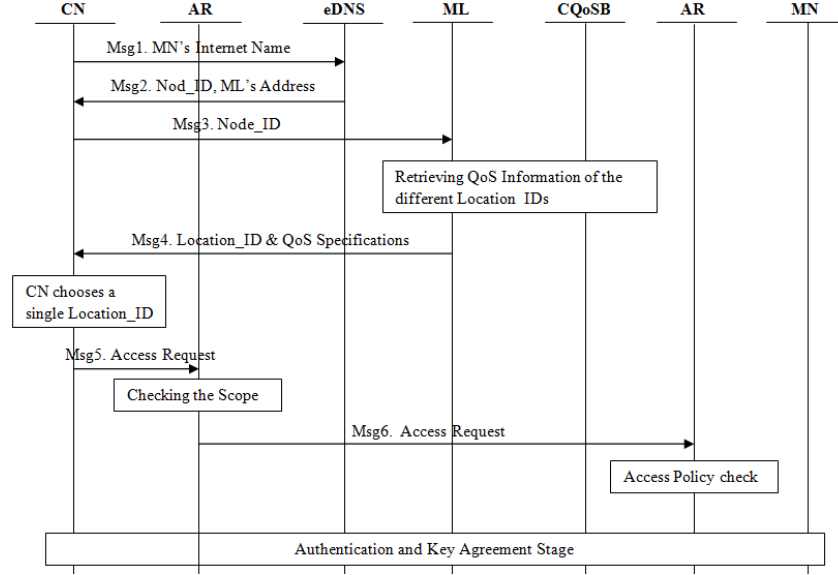 CN AR eDNS ML CQoSB AR MN
Msg1. MN's Internet Name
Msg2. Nod_ID, ML's Address
Msg3. Node_ID
Retrieving QoS Information of the
different Location IDs
Msg4. Location_ID & QoS Specifications
CN chooses a
single Location_ID
Msg5. Access Request
Checking the Scope
Msg6. Access Request
Access Policy check
Authentication and Key Agreement Stage